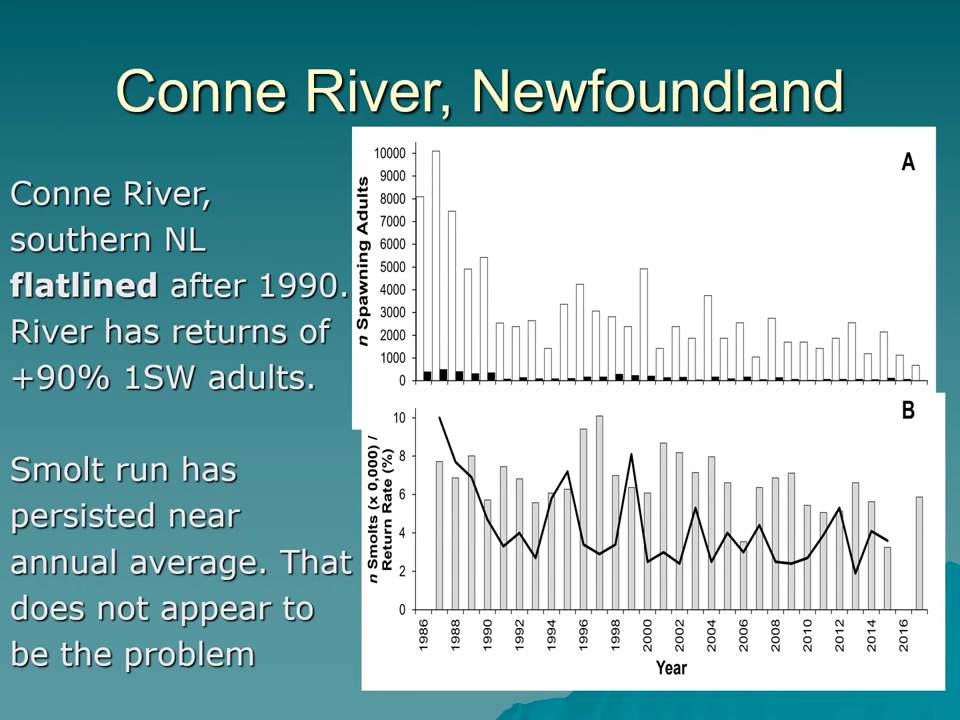 Conne River, Newfoundland
Conne River,
southern NL
flatlined after 1990.
River has returns of
+90% 1SW adults.
Smolt run has
persisted near
annual average. That
does not appear to
be the problem
A
n Spawning Adults
10000
9000
8000
7000
6000
5000
4000
3000
2000
1000
0
B
n Smolts (x 0,000) /
Return Rate (%)
10
8
6
4
2
0
1986
1988
1990
1992
1994
1996
1998
2000
2002
2004
2006
2008
2010
2012
2014
2016
Year